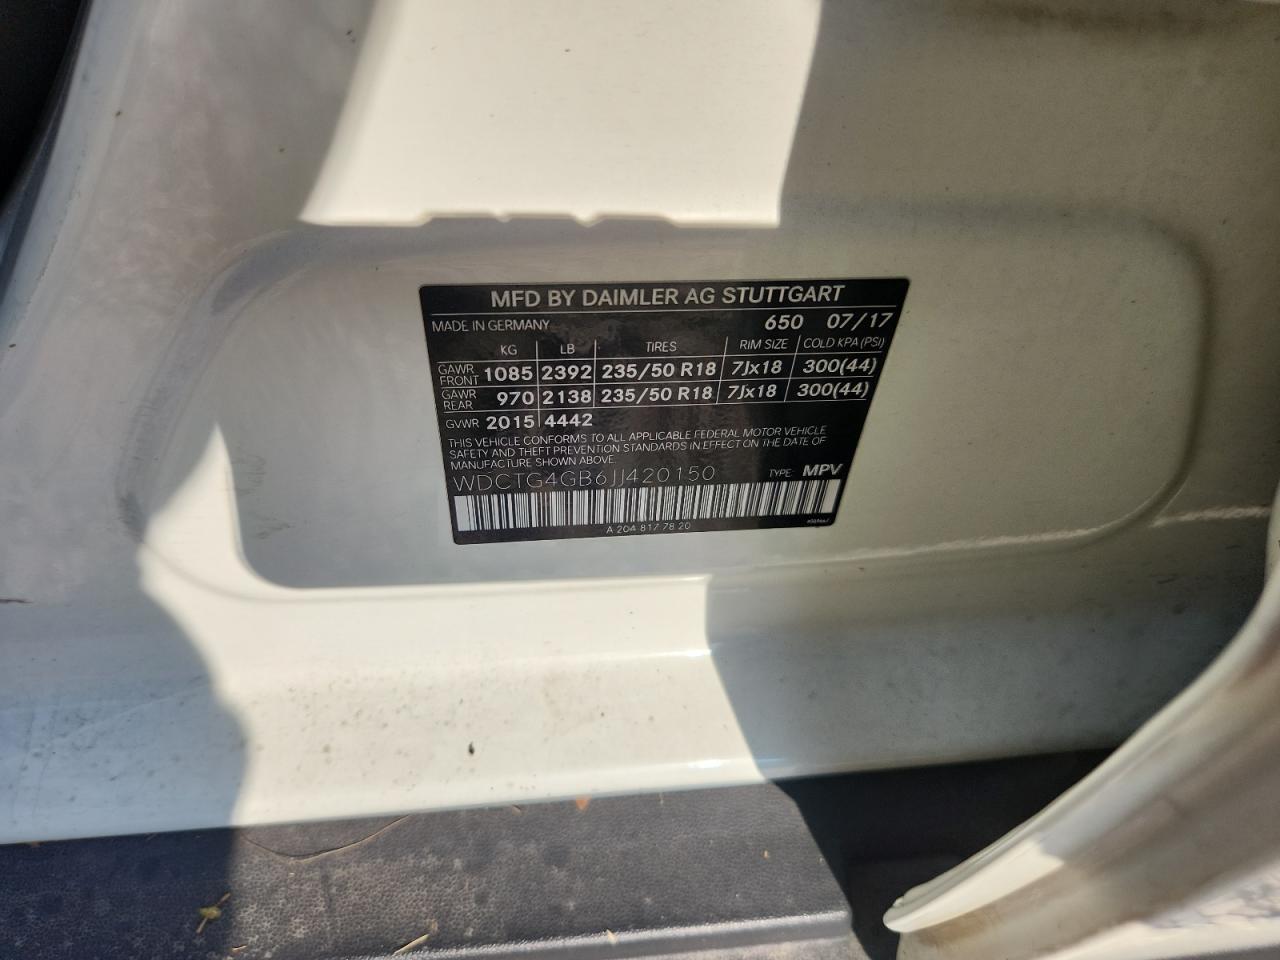 MFD BY DAIMLER AG STUTTGART
MADE IN GERMANY 650 07/17
KG LB TIRES RIM SIZE COLD KPA (PSI)
GAWR FRONT 1085 2392 235/50 R18 7Jx18 300(44)
GAWR REAR 970 2138 235/50 R18 7Jx18 300(44)
GVWR 2015 4442
THIS VEHICLE CONFORMS TO ALL APPLICABLE FEDERAL MOTOR VEHICLE
SAFETY AND THEFT PREVENTION STANDARDS IN EFFECT ON THE DATE OF
MANUFACTURE SHOWN ABOVE.
WDCTG4GB6JJ420150 TYPE: MPV
A 204 817 78 20